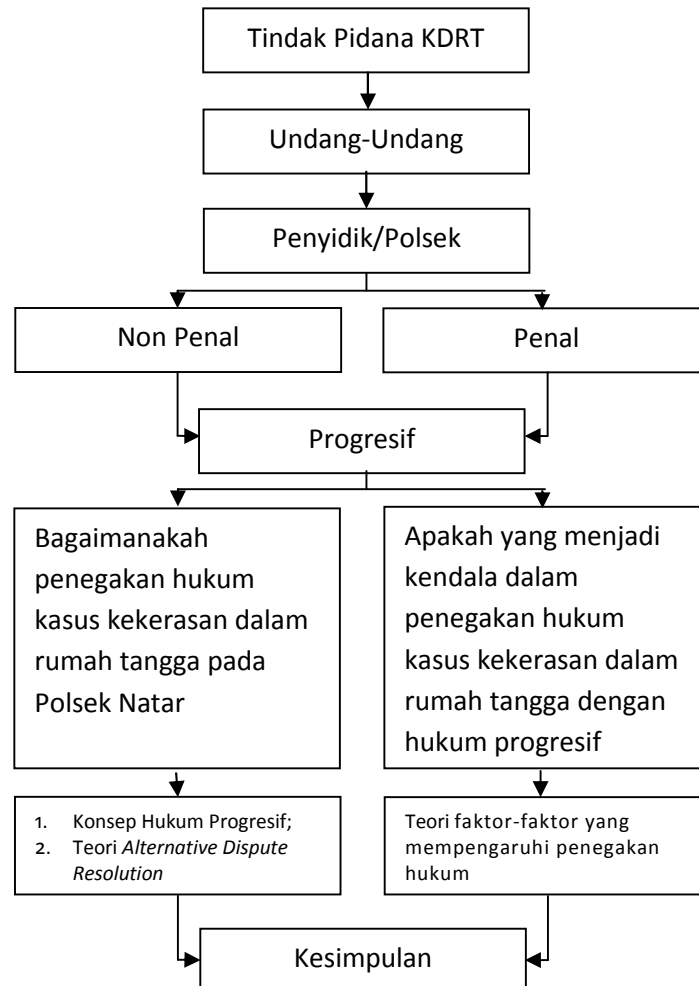 Tindak Pidana KDRT
Undang-Undang
Penyidik/Polsek
Non Penal
Penal
Progresif
Bagaimanakah
penegakan hukum
kasus kekerasan dalam
rumah tangga pada
Polsek Natar
Apakah yang menjadi
kendala dalam
penegakan hukum
kasus kekerasan dalam
rumah tangga dengan
hukum progresif
1. Konsep Hukum Progresif;
2. Teori Alternative Dispute
Resolution
Teori faktor-faktor yang
mempengaruhi penegakan
hukum
Kesimpulan